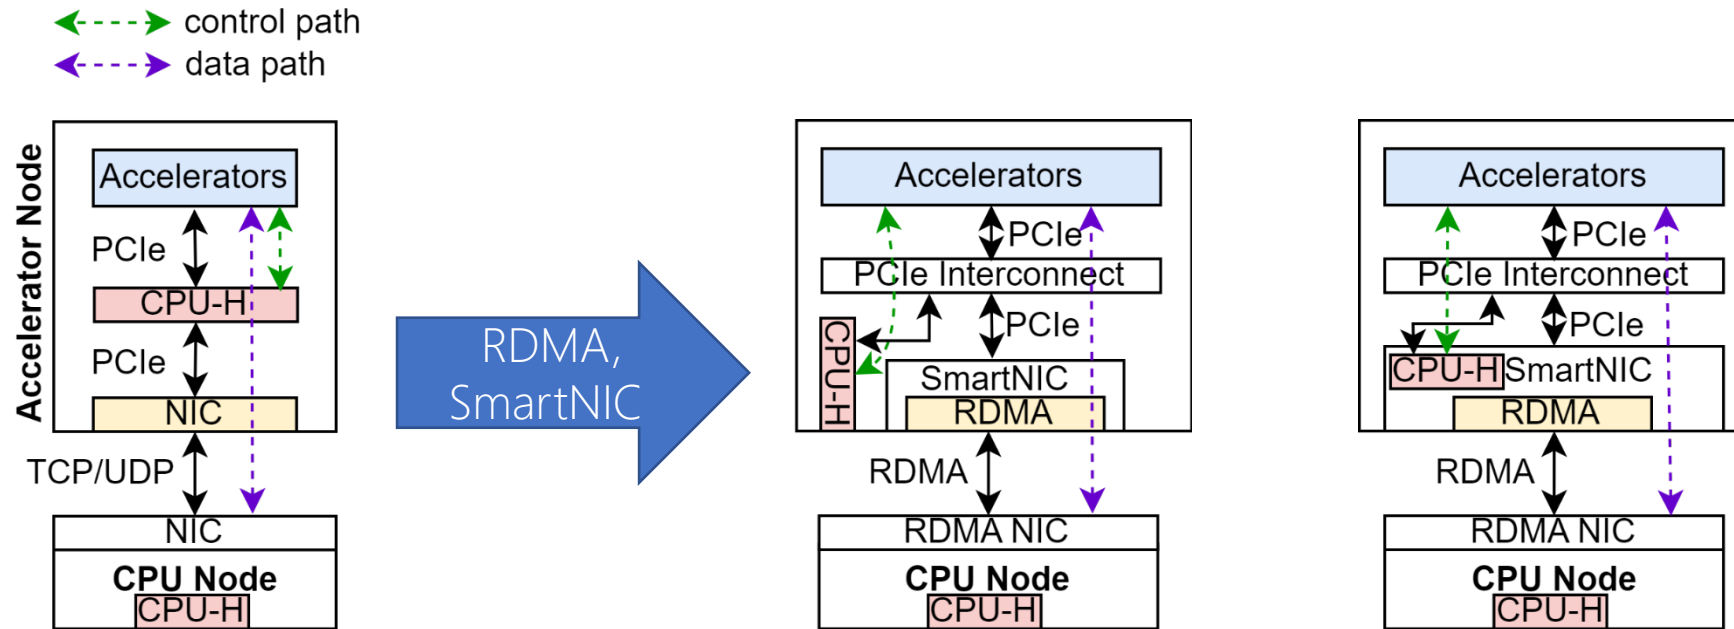 control path
data path
Accelerator Node
Accelerators
PCIe
CPU-H
PCIe
NIC
TCP/UDP
NIC
CPU Node
CPU-H
RDMA,
SmartNIC
Accelerators
PCIe
PCIe Interconnect
PCIe
CPU-H
SmartNIC
RDMA
RDMA
RDMA NIC
CPU Node
CPU-H
Accelerators
PCIe
PCIe Interconnect
PCIe
CPU-H SmartNIC
RDMA
RDMA
RDMA NIC
CPU Node
CPU-H